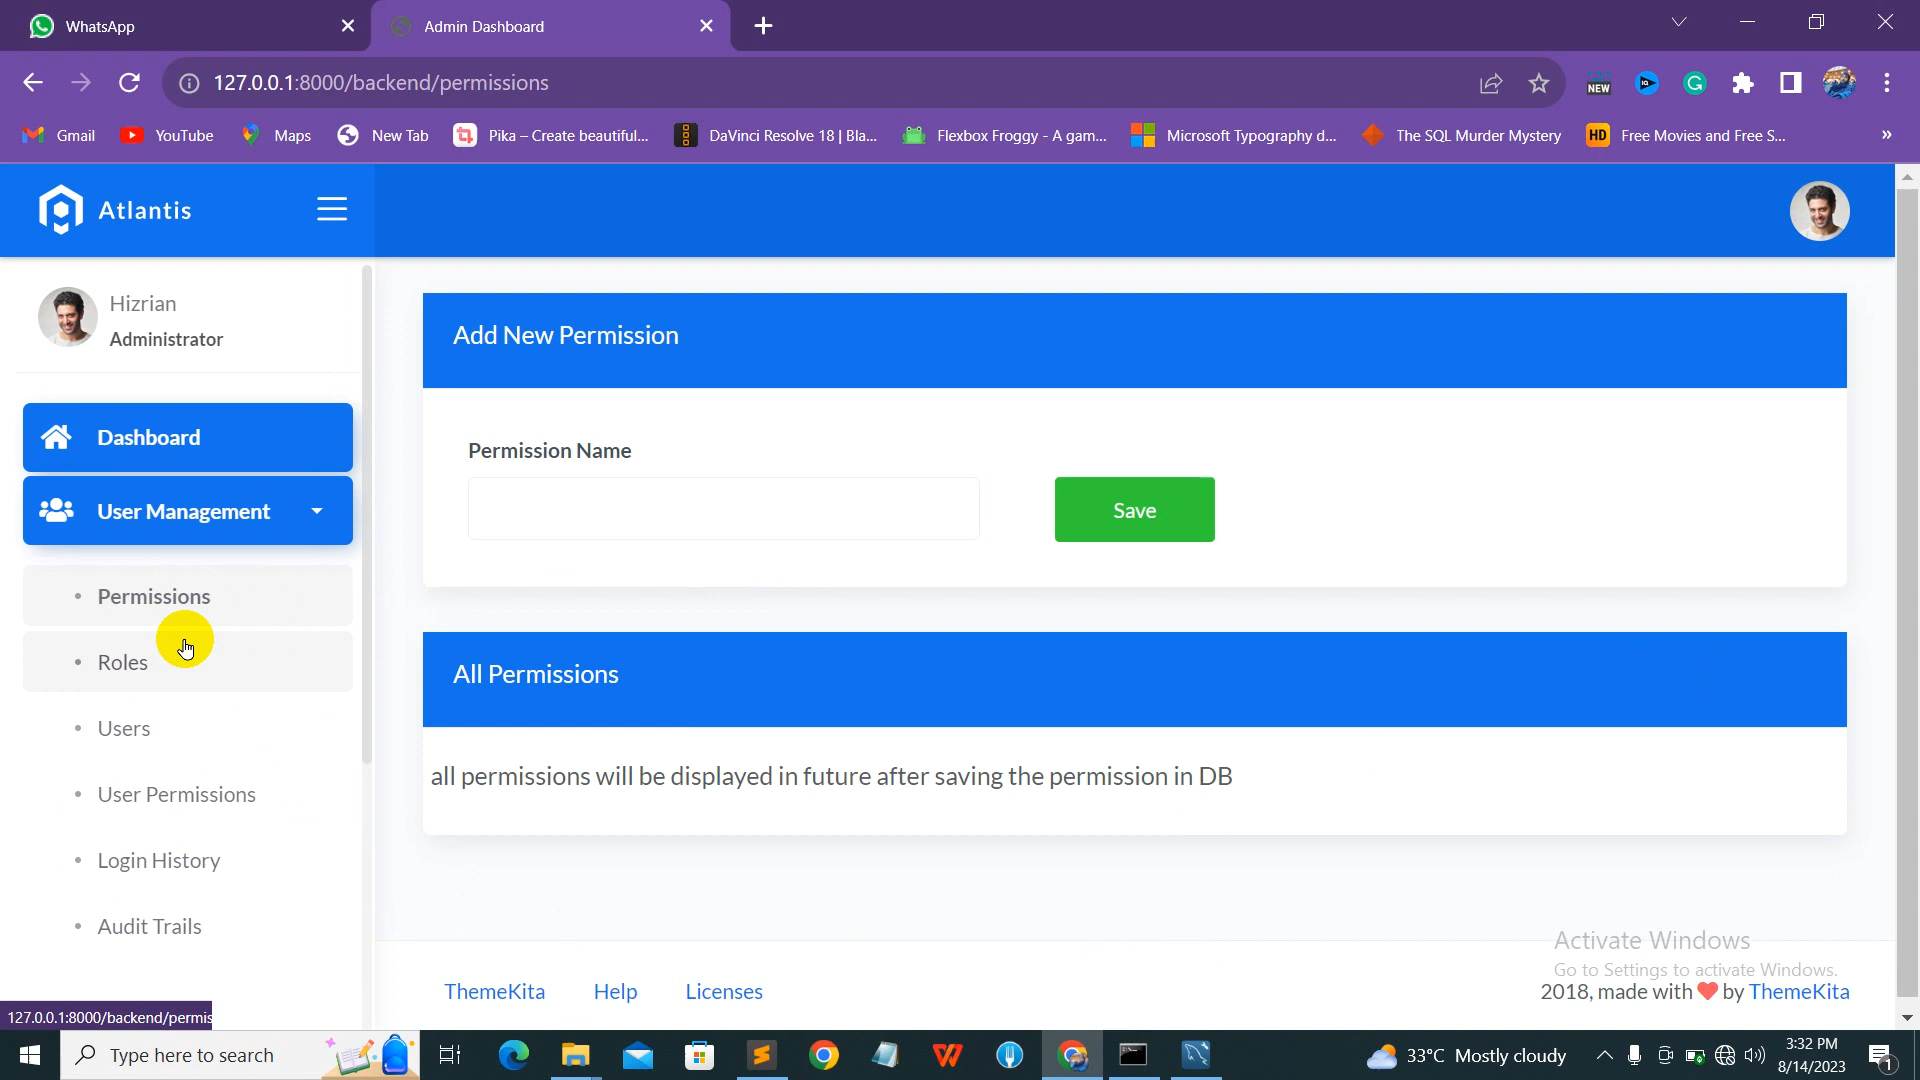 WhatsApp
Admin Dashboard
127.0.0.1:8000/backend/permissions
NEW
Gmail
YouTube
Maps
New Tab
Pika – Create beautiful...
DaVinci Resolve 18 | Bla...
Flexbox Froggy - A gam...
Microsoft Typography d...
The SQL Murder Mystery
HD
Free Movies and Free S...
»
Atlantis
Hizrian
Administrator
Dashboard
User Management
• Permissions
• Roles
• Users
• User Permissions
• Login History
• Audit Trails
Add New Permission
Permission Name
Save
All Permissions
all permissions will be displayed in future after saving the permission in DB
Activate Windows
Go to Settings to activate Windows.
ThemeKita
Help
Licenses
2018, made with by ThemeKita
127.0.0.1:8000/backend/permis
Type here to search
33°C Mostly cloudy
3:32 PM
8/14/2023
1